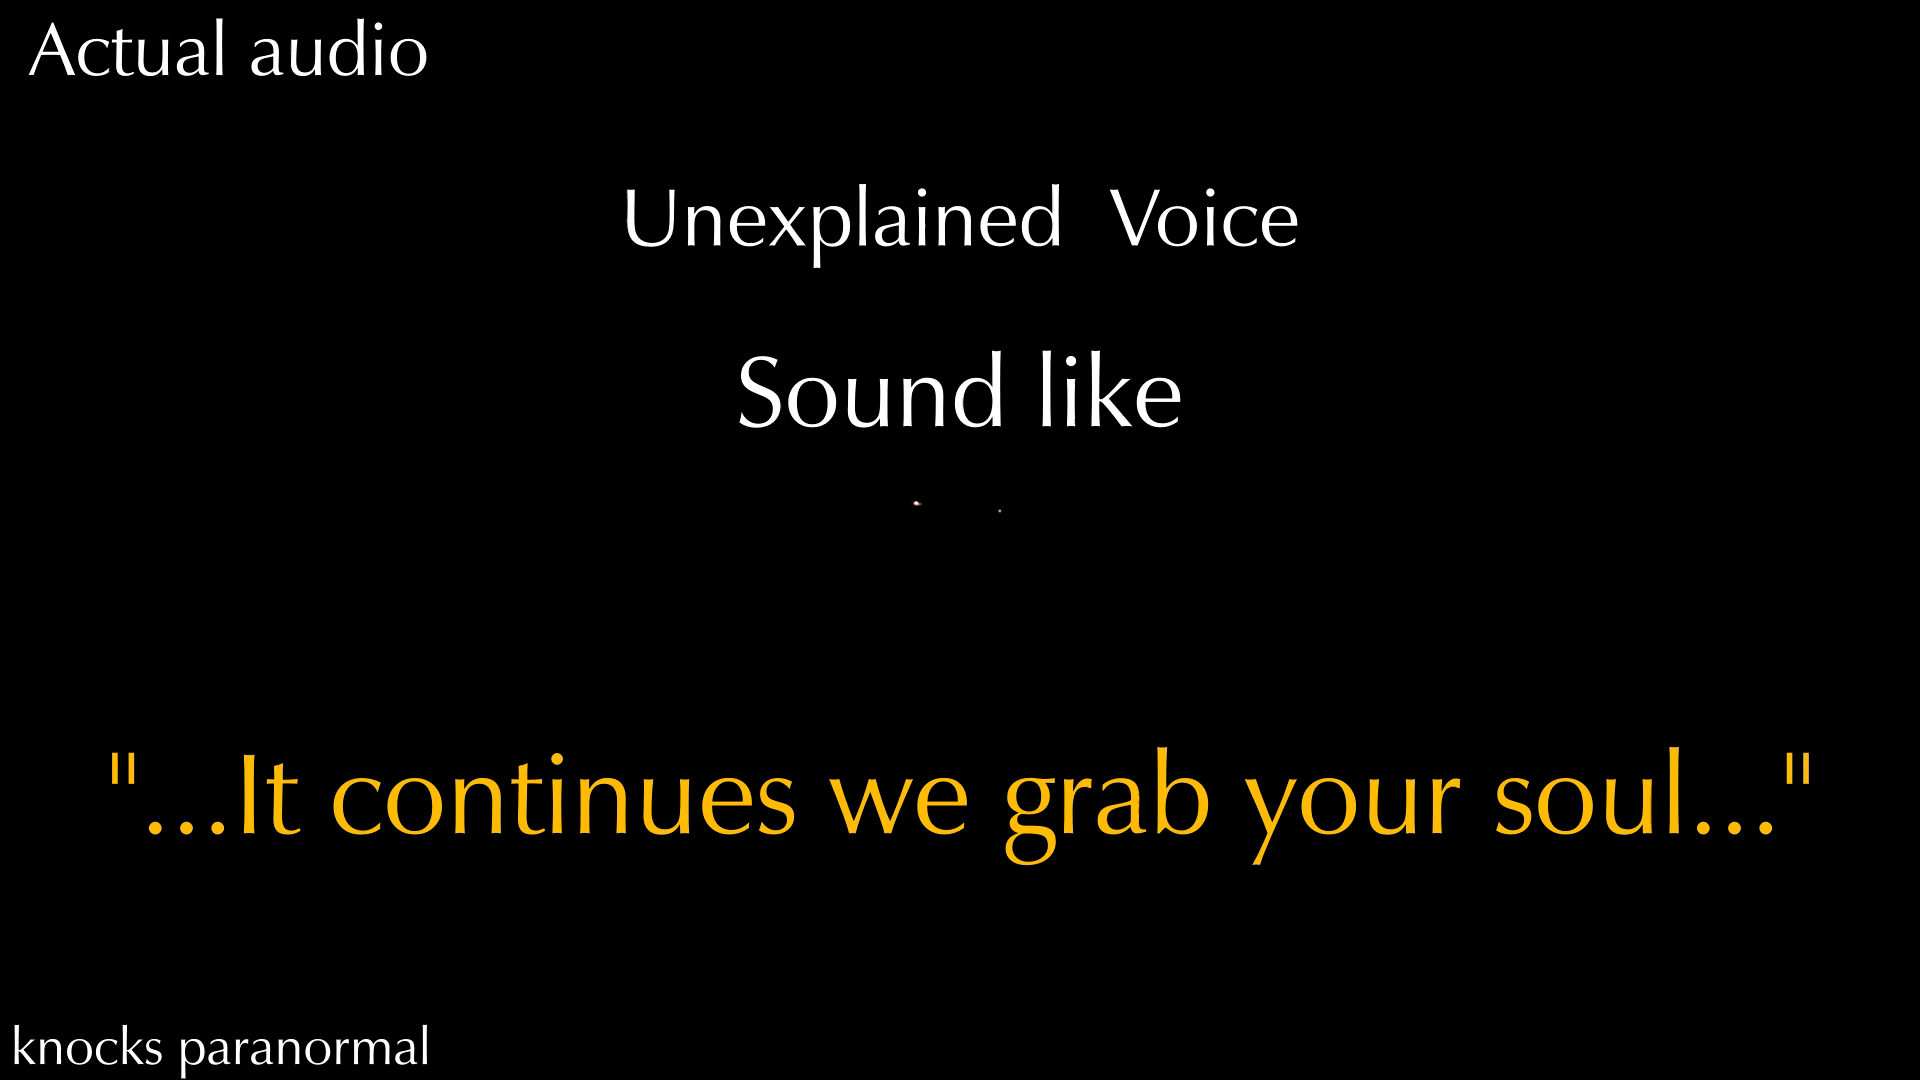 Actual audio
Unexplained  Voice
Sound like
"...It continues we grab your soul..."
knocks paranormal